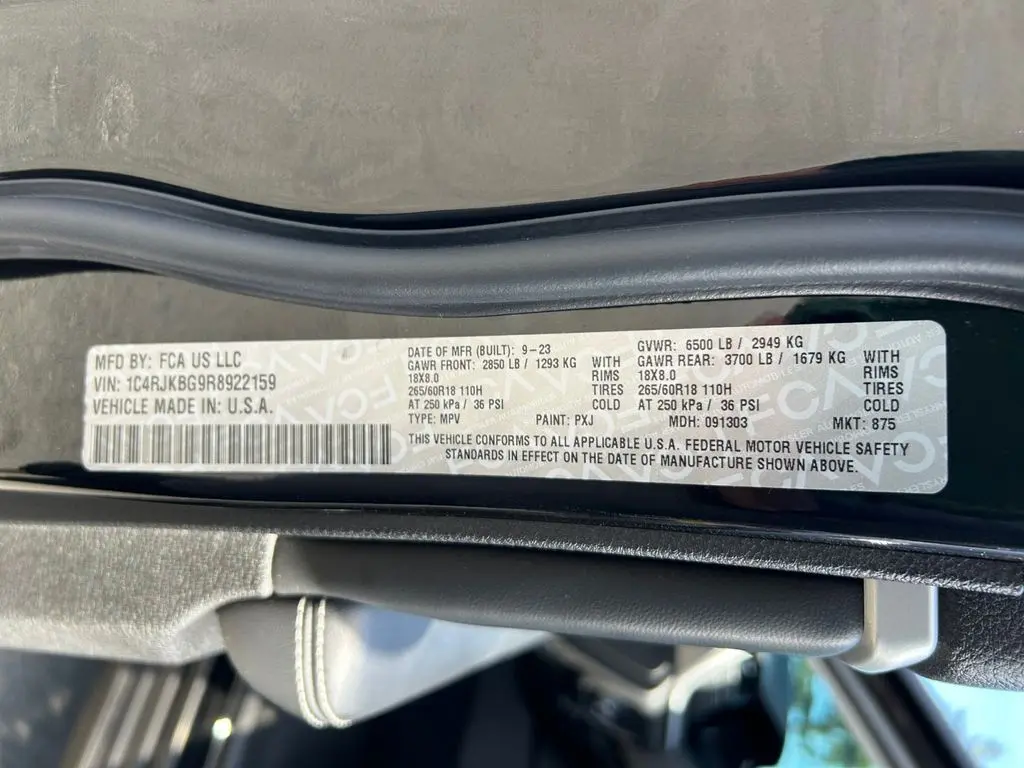 MFD BY: FCA US LLC
VIN: 1C4RJKBG9R8922159
VEHICLE MADE IN: U.S.A.
DATE OF MFR (BUILT): 9-23
GAWR FRONT: 2850 LB / 1293 KG WITH
18X8.0 RIMS
265/60R18 110H TIRES
AT 250 kPa / 36 PSI COLD
TYPE: MPV PAINT: PXJ
GVWR: 6500 LB / 2949 KG
GAWR REAR: 3700 LB / 1679 KG WITH
18X8.0 RIMS
265/60R18 110H TIRES
AT 250 kPa / 36 PSI COLD
MDH: 091303 MKT: 875
THIS VEHICLE CONFORMS TO ALL APPLICABLE U.S.A. FEDERAL MOTOR VEHICLE SAFETY
STANDARDS IN EFFECT ON THE DATE OF MANUFACTURE SHOWN ABOVE.